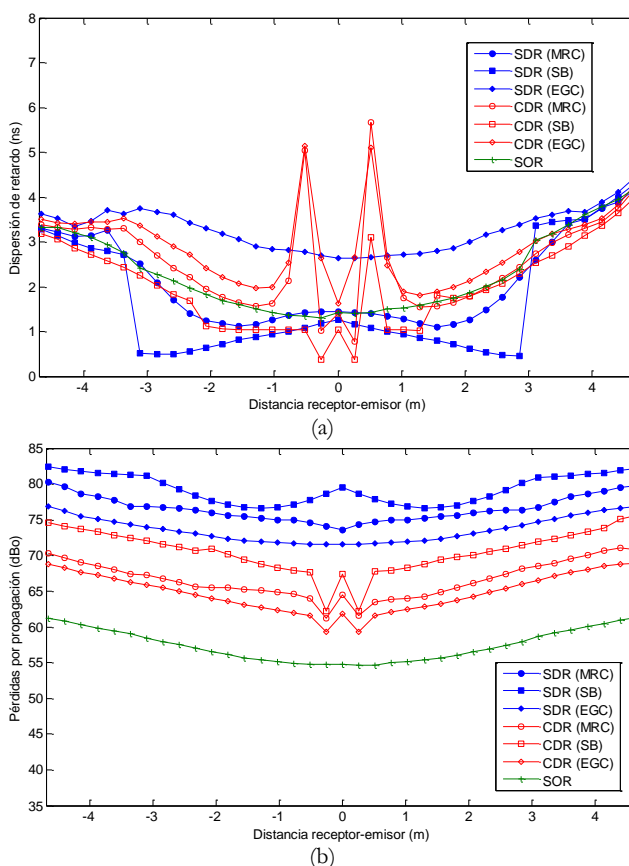 8
7
6
5
4
3
2
1
0
Dispersión de retardo (ns)
SDR (MRC)
SDR (SB)
SDR (EGC)
CDR (MRC)
CDR (SB)
CDR (EGC)
SOR
-4 -3 -2 -1 0 1 2 3 4
Distancia receptor-emisor (m)
(a)
85
80
75
70
65
60
55
50
45
40
35
Pérdidas por propagación (dBo)
SDR (MRC)
SDR (SB)
SDR (EGC)
CDR (MRC)
CDR (SB)
CDR (EGC)
SOR
-4 -3 -2 -1 0 1 2 3 4
Distancia receptor-emisor (m)
(b)